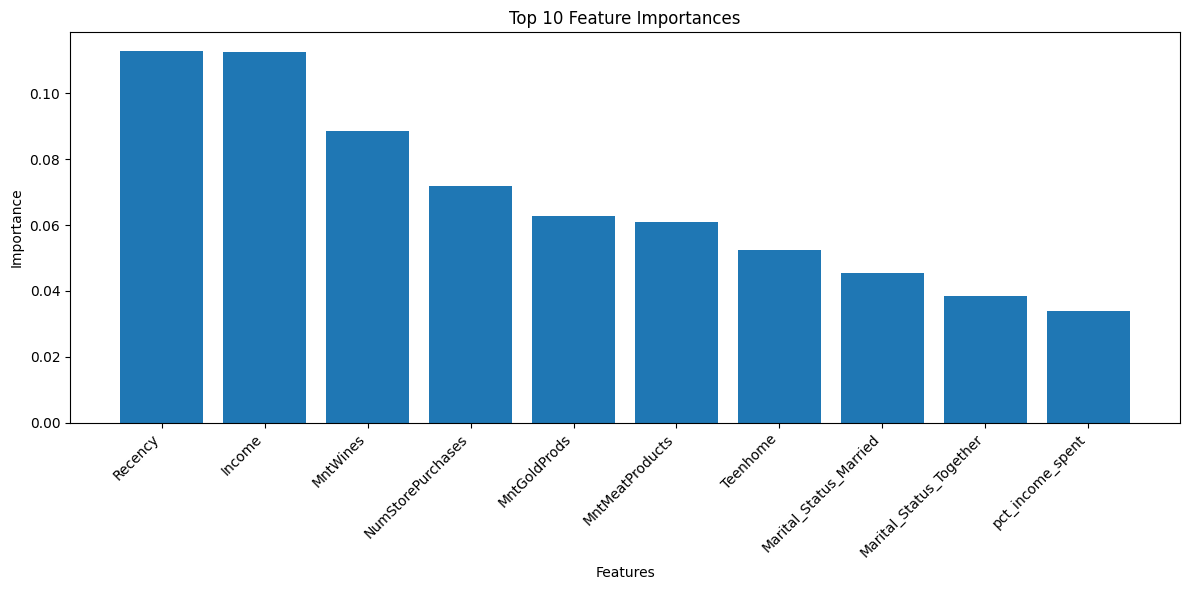 Top 10 Feature Importances
Importance
0.10
0.08
0.06
0.04
0.02
0.00
Recency
Income
MntWines
NumStorePurchases
MntGoldProds
MntMeatProducts
Teenhome
Marital_Status_Married
Marital_Status_Together
pct_income_spent
Features